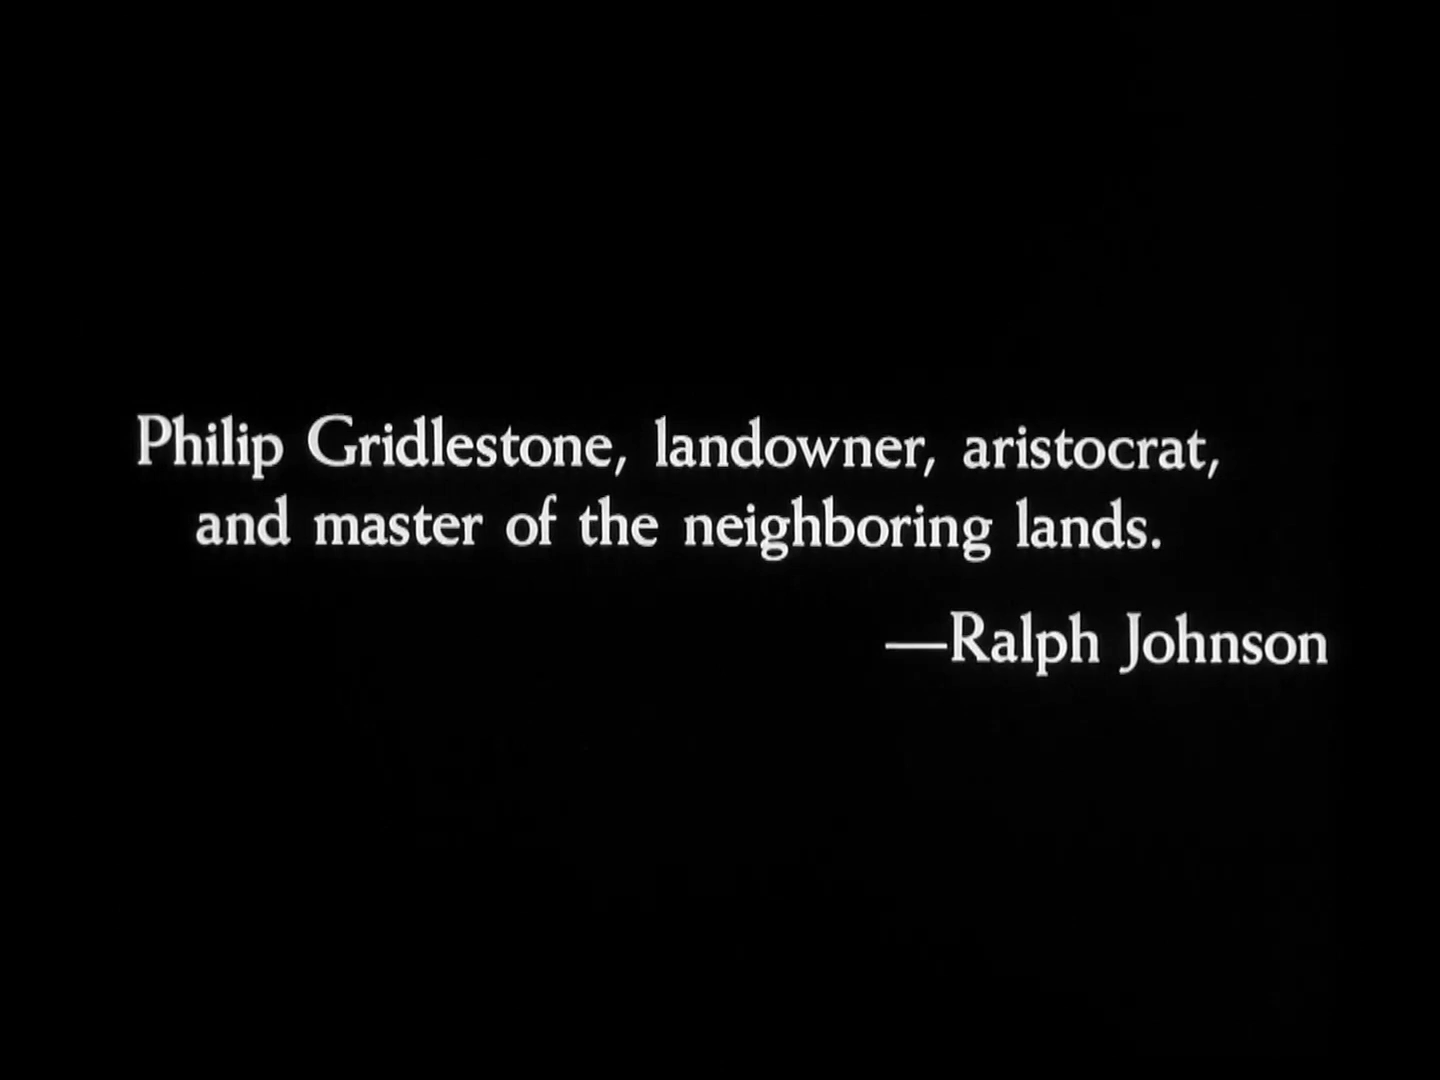 Philip Gridlestone, landowner, aristocrat,
and master of the neighboring lands.
—Ralph Johnson